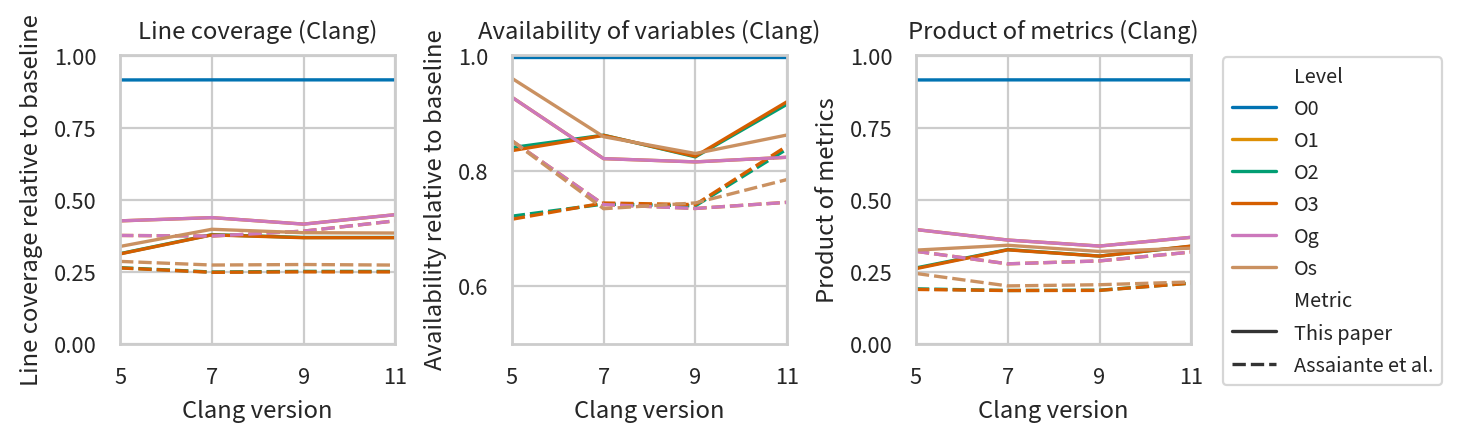 Line coverage (Clang)
Line coverage relative to baseline
1.00
0.75
0.50
0.25
0.00
5 7 9 11
Clang version
Availability of variables (Clang)
Availability relative to baseline
1.0
0.8
0.6
5 7 9 11
Clang version
Product of metrics (Clang)
Product of metrics
1.00
0.75
0.50
0.25
0.00
5 7 9 11
Clang version
Level
O0
O1
O2
O3
Og
Os
Metric
This paper
Assaiante et al.